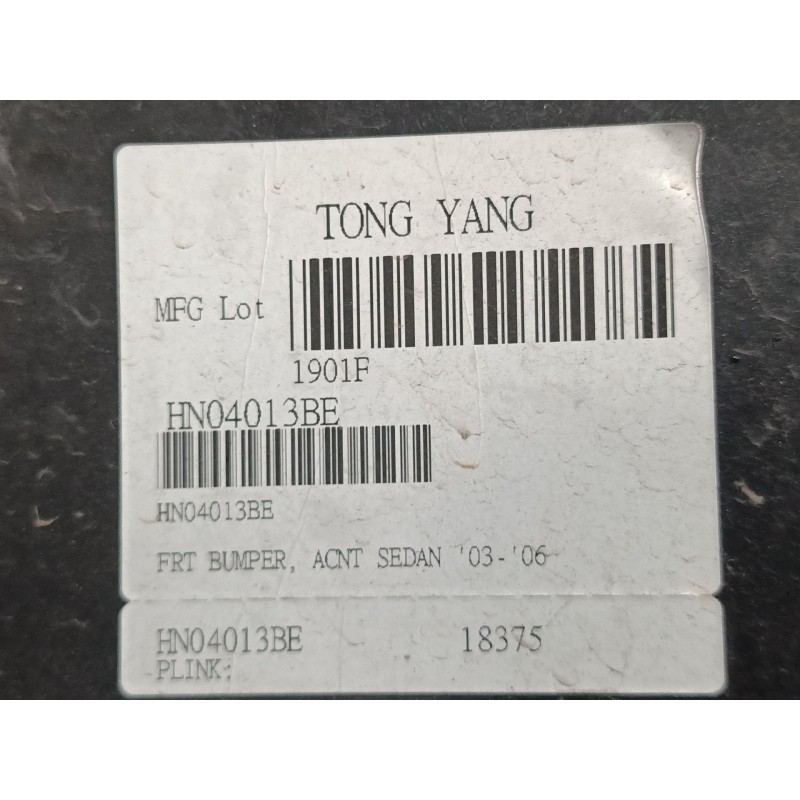 TONG YANG
MFG Lot
1901F
HN04013BE
HN04013BE
FRT BUMPER, ACNT SEDAN '03-'06
HN04013BE 18375
PLINK: